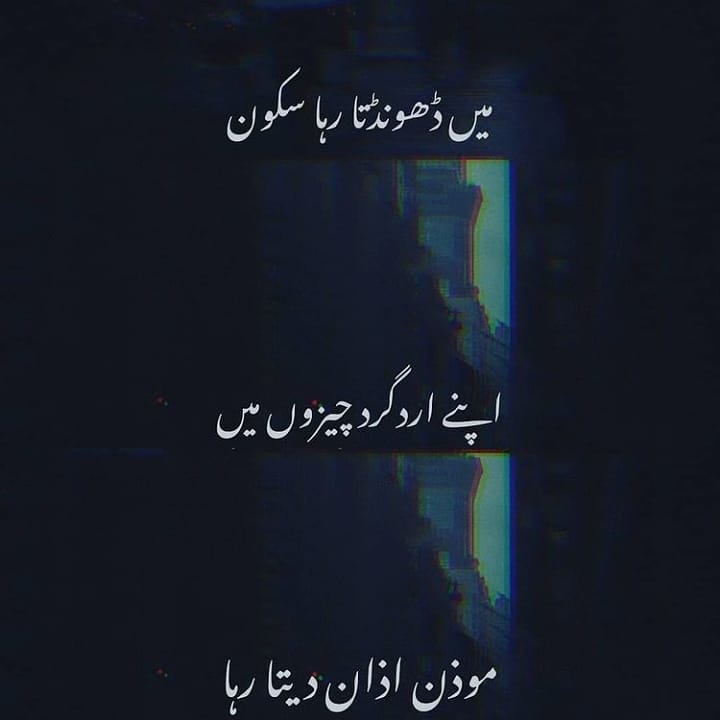 میں ڈھونڈتا رہا سکون
اپنے ارد گرد چیزوں میں
موذن اذان دیتا رہا